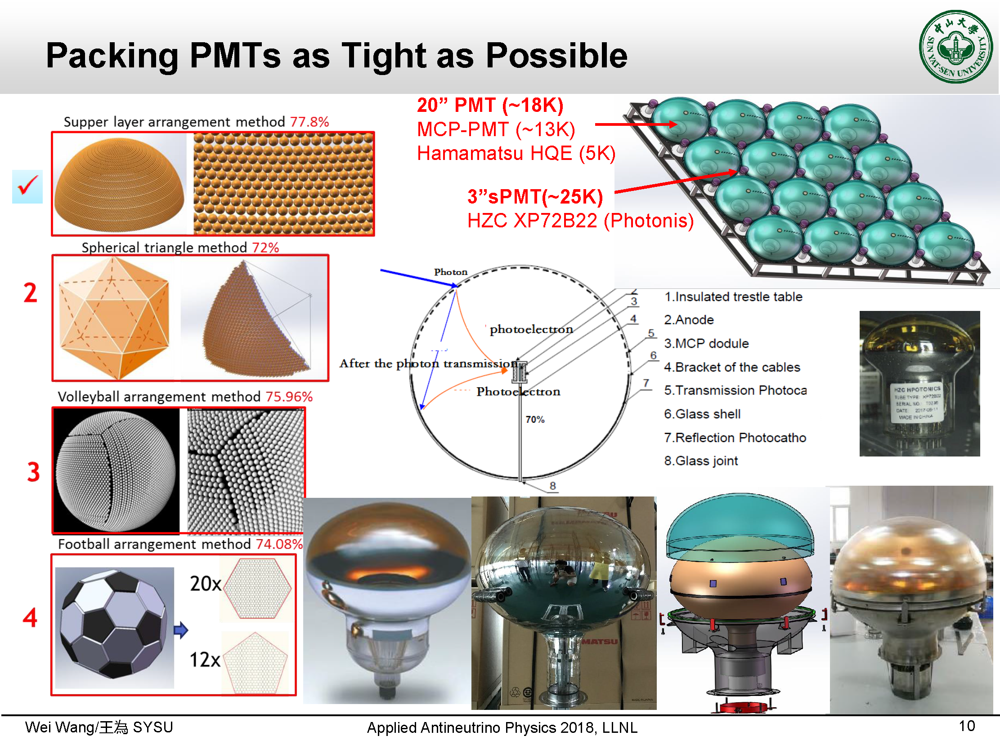 Packing PMTs as Tight as Possible
中山大學
SUN YAT-SEN UNIVERSITY
Supper layer arrangement method 77.8%
✓
Spherical triangle method 72%
2
Volleyball arrangement method 75.96%
3
Football arrangement method 74.08%
4
20x
12x
20” PMT (~18K)
MCP-PMT (~13K)
Hamamatsu HQE (5K)
3”sPMT(~25K)
HZC XP72B22 (Photonis)
Photon
photoelectron
After the photon transmission
Photoelectron
70%
2
3
4
5
6
7
8
1.Insulated trestle table
2.Anode
3.MCP dodule
4.Bracket of the cables
5.Transmission Photoca
6.Glass shell
7.Reflection Photocatho
8.Glass joint
HZC HPOTONICS
TUBE TYPE: XP72B22
SERIAL NO.
DATE: 2017-08-11
MADE IN CHINA
MATSU
MADE IN JAPAN
Wei Wang/王為 SYSU
Applied Antineutrino Physics 2018, LLNL
10